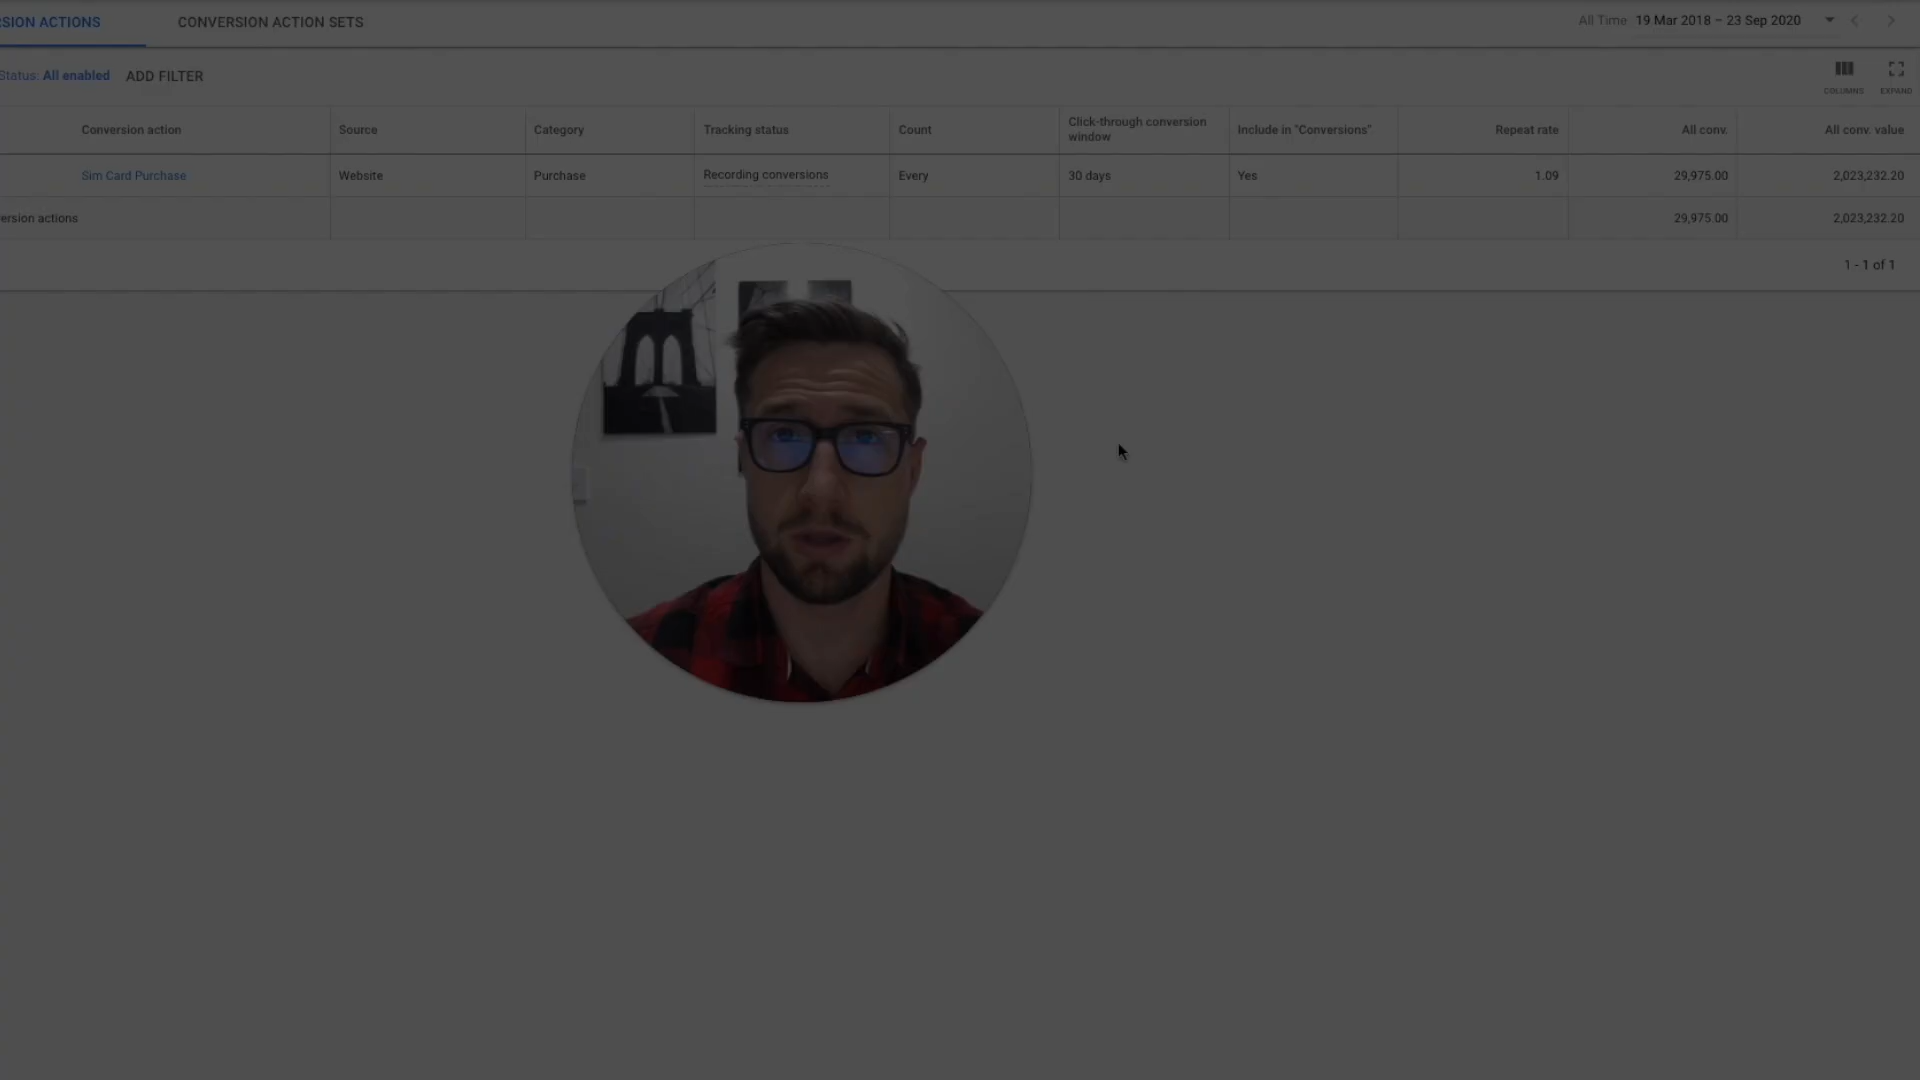 SION ACTIONS CONVERSION ACTION SETS All Time 19 Mar 2018 – 23 Sep 2020
Status: All enabled ADD FILTER COLUMNS EXPAND
Conversion action Source Category Tracking status Count Click-through conversion window Include in "Conversions" Repeat rate All conv. All conv. value
Sim Card Purchase Website Purchase Recording conversions Every 30 days Yes 1.09 29,975.00 2,023,232.20
ersion actions 29,975.00 2,023,232.20
1 - 1 of 1